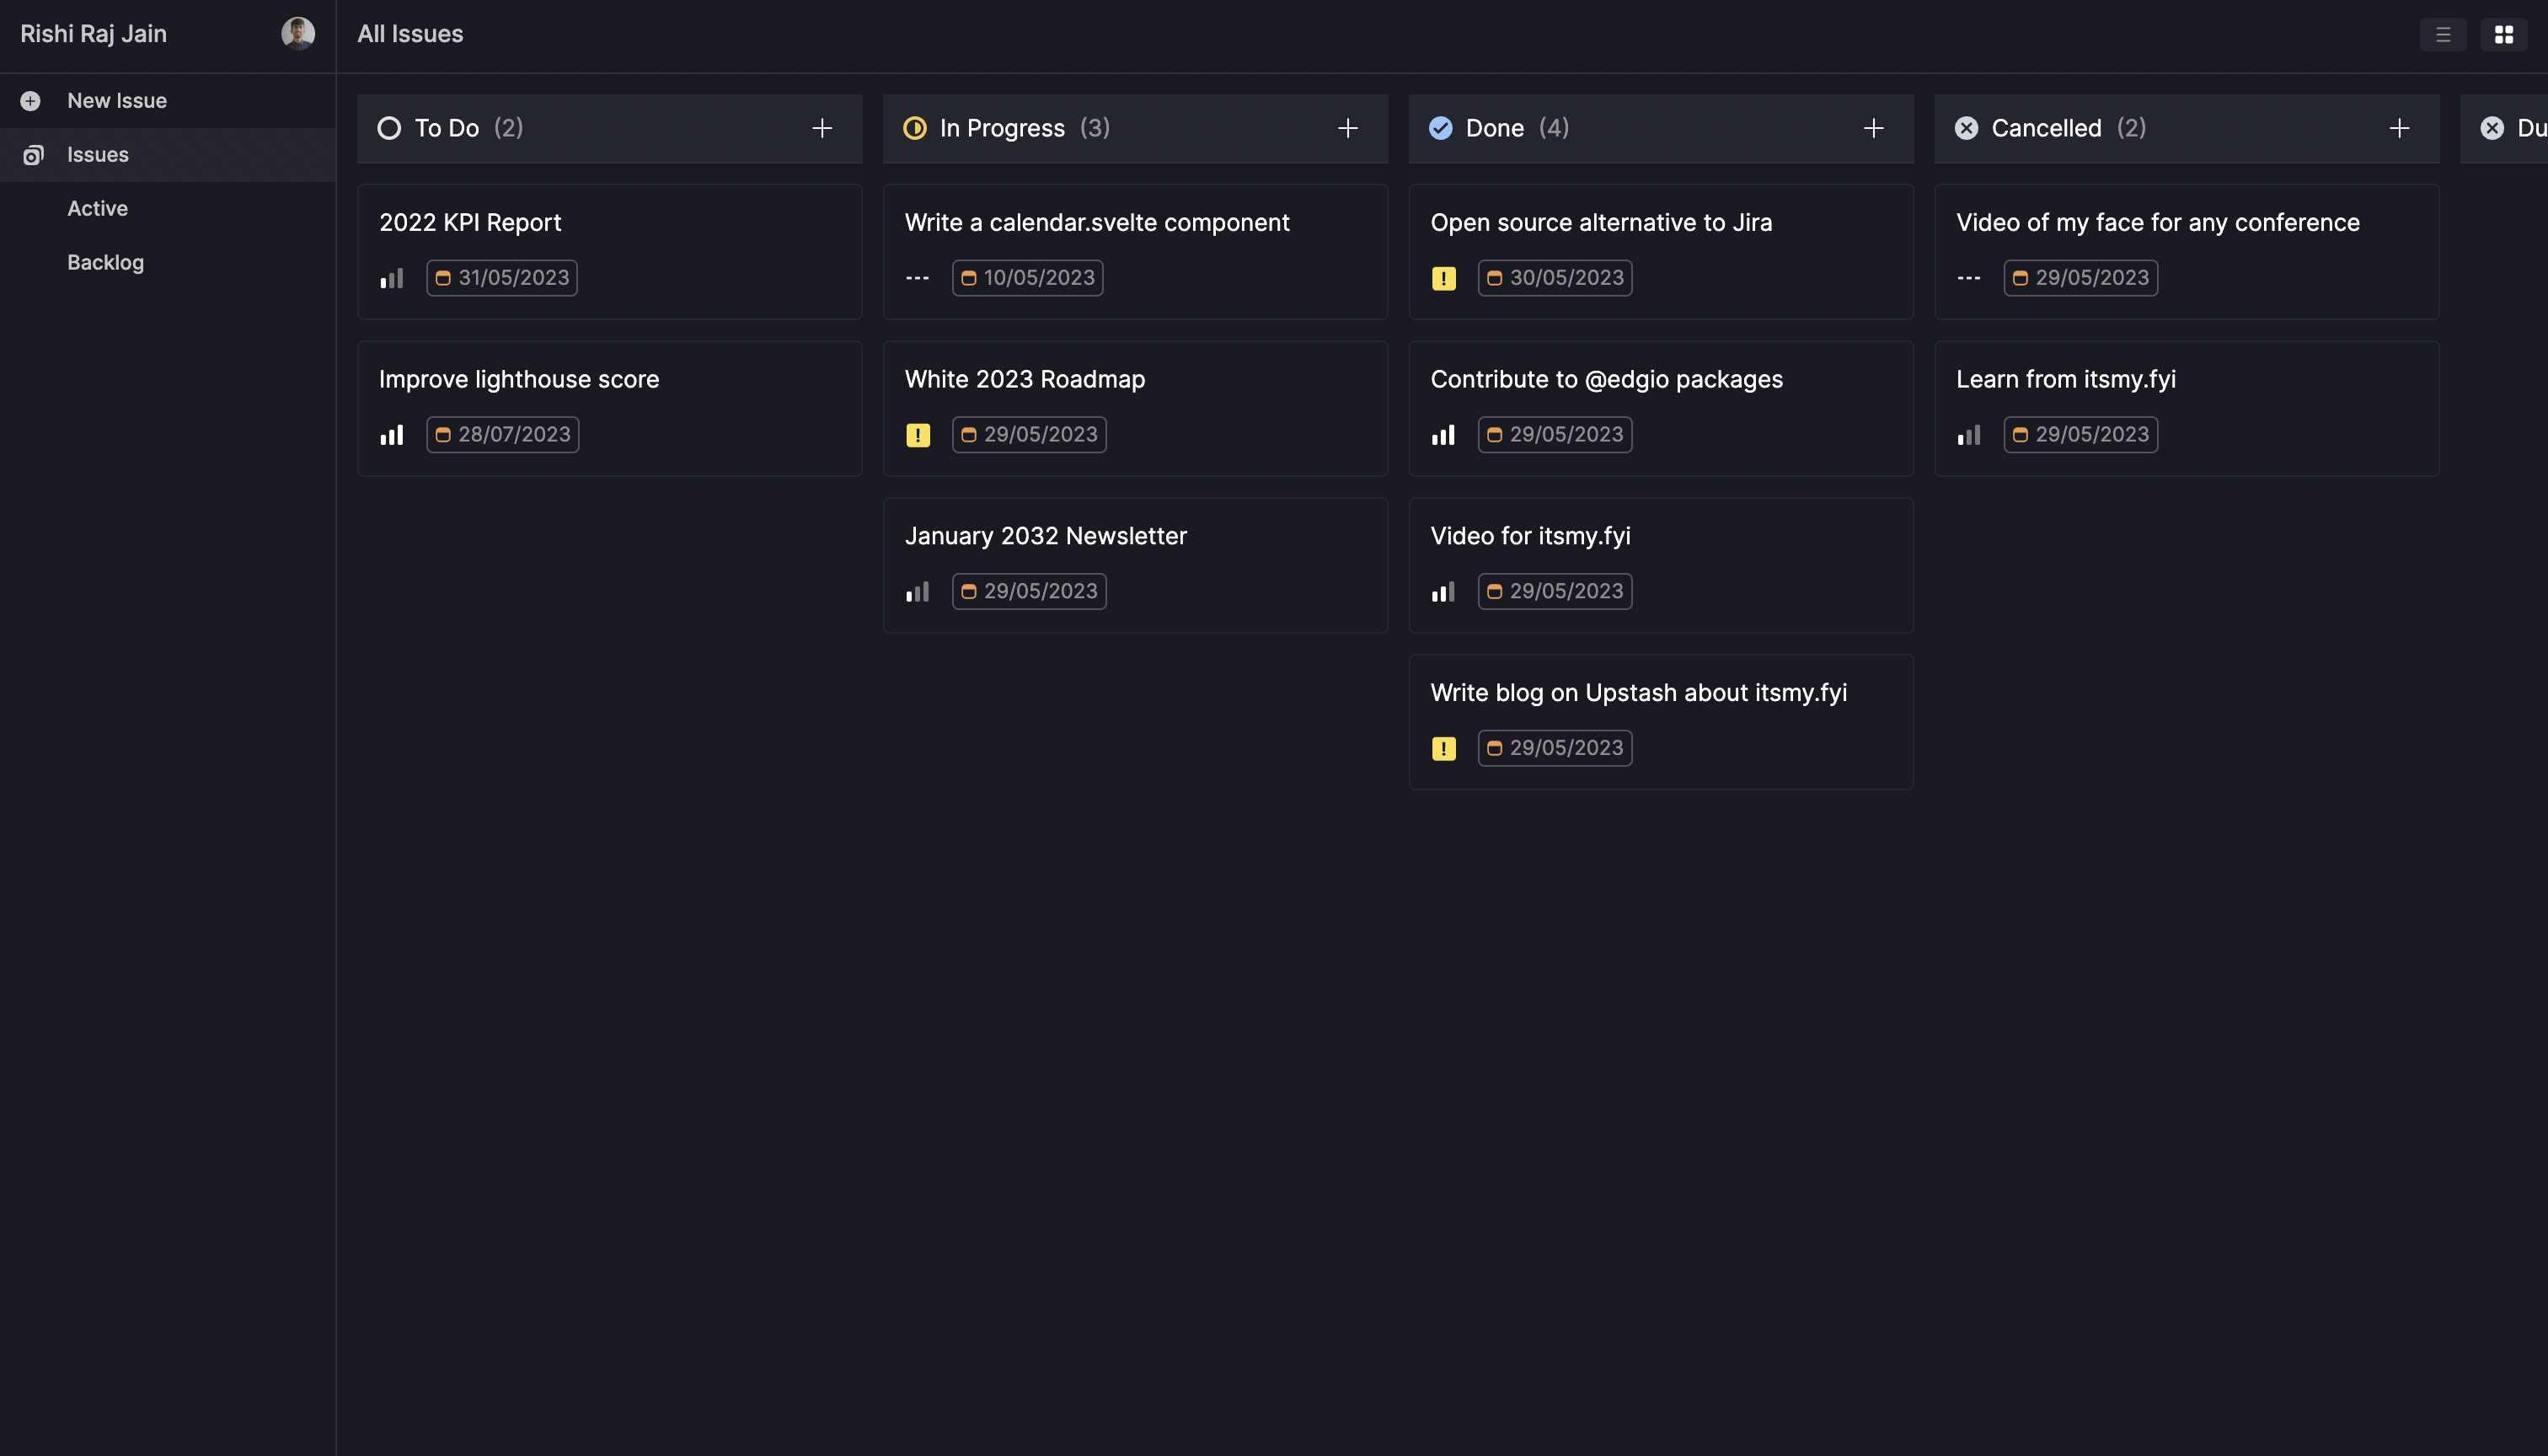 Rishi Raj Jain
New Issue
Issues
Active
Backlog
All Issues
To Do (2)
2022 KPI Report
31/05/2023
Improve lighthouse score
28/07/2023
In Progress (3)
Write a calendar.svelte component
10/05/2023
White 2023 Roadmap
! 29/05/2023
January 2032 Newsletter
29/05/2023
Done (4)
Open source alternative to Jira
! 30/05/2023
Contribute to @edgio packages
29/05/2023
Video for itsmy.fyi
29/05/2023
Write blog on Upstash about itsmy.fyi
! 29/05/2023
Cancelled (2)
Video of my face for any conference
29/05/2023
Learn from itsmy.fyi
29/05/2023
Du